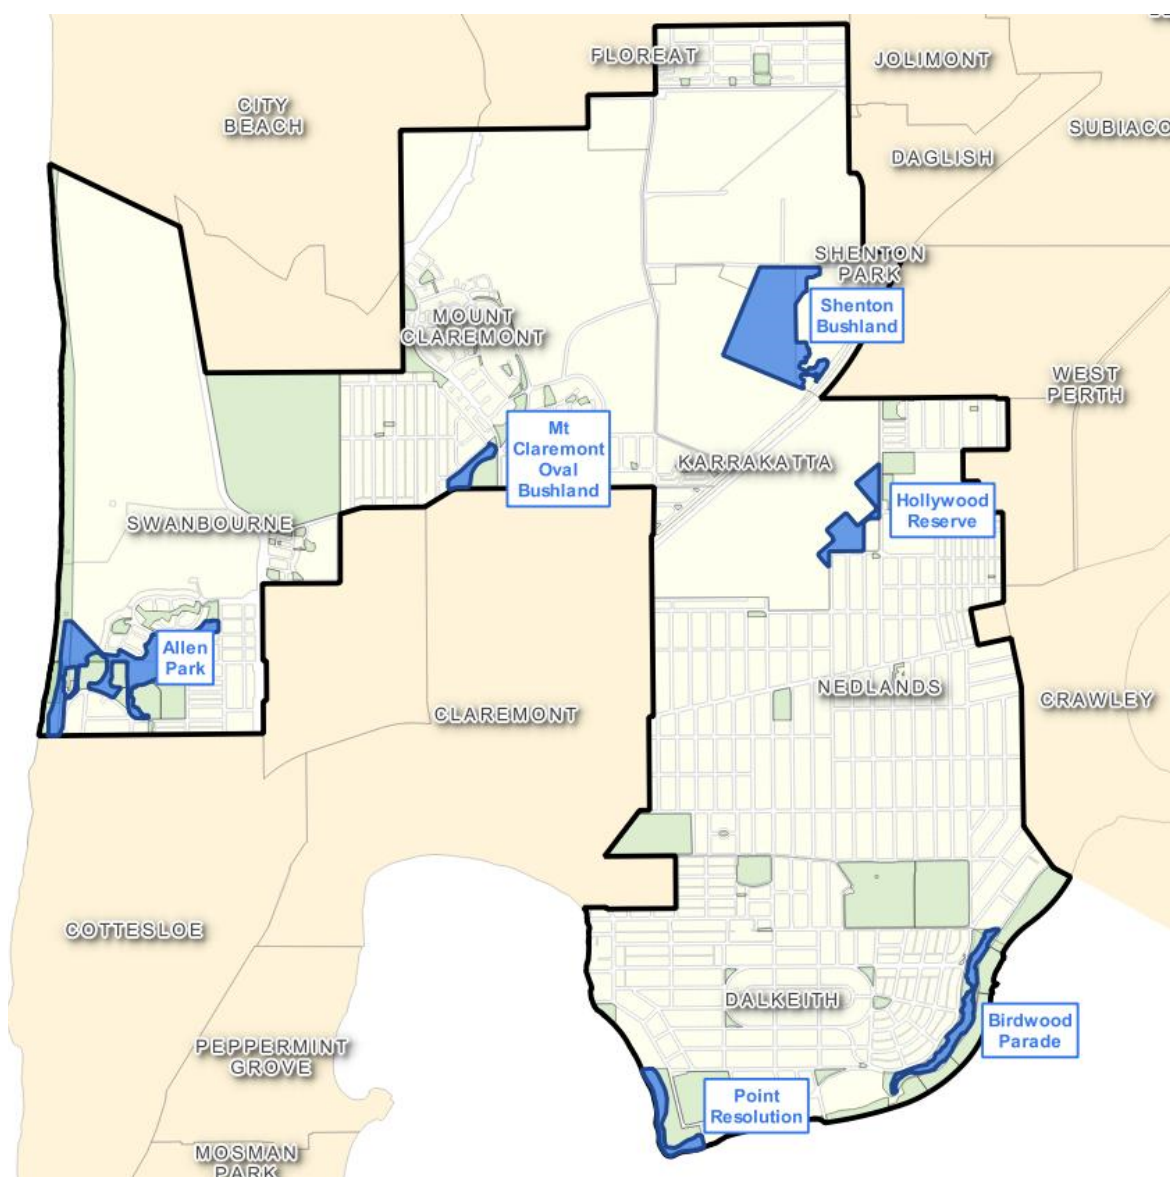 FLOREAT
JOLIMONT
CITY
BEACH
SUBIACO
DAGLISH
SHENTON
PARK
Shenton
Bushland
MOUNT
CLAREMONT
WEST
PERTH
Mt
Claremont
Oval
Bushland
KARRAKATTA
Hollywood
Reserve
SWANBOURNE
Allen
Park
NEDLANDS
CRAWLEY
CLAREMONT
COTTESLOE
DALKEITH
Birdwood
Parade
PEPPERMINT
GROVE
Point
Resolution
MOSMAN
PARK